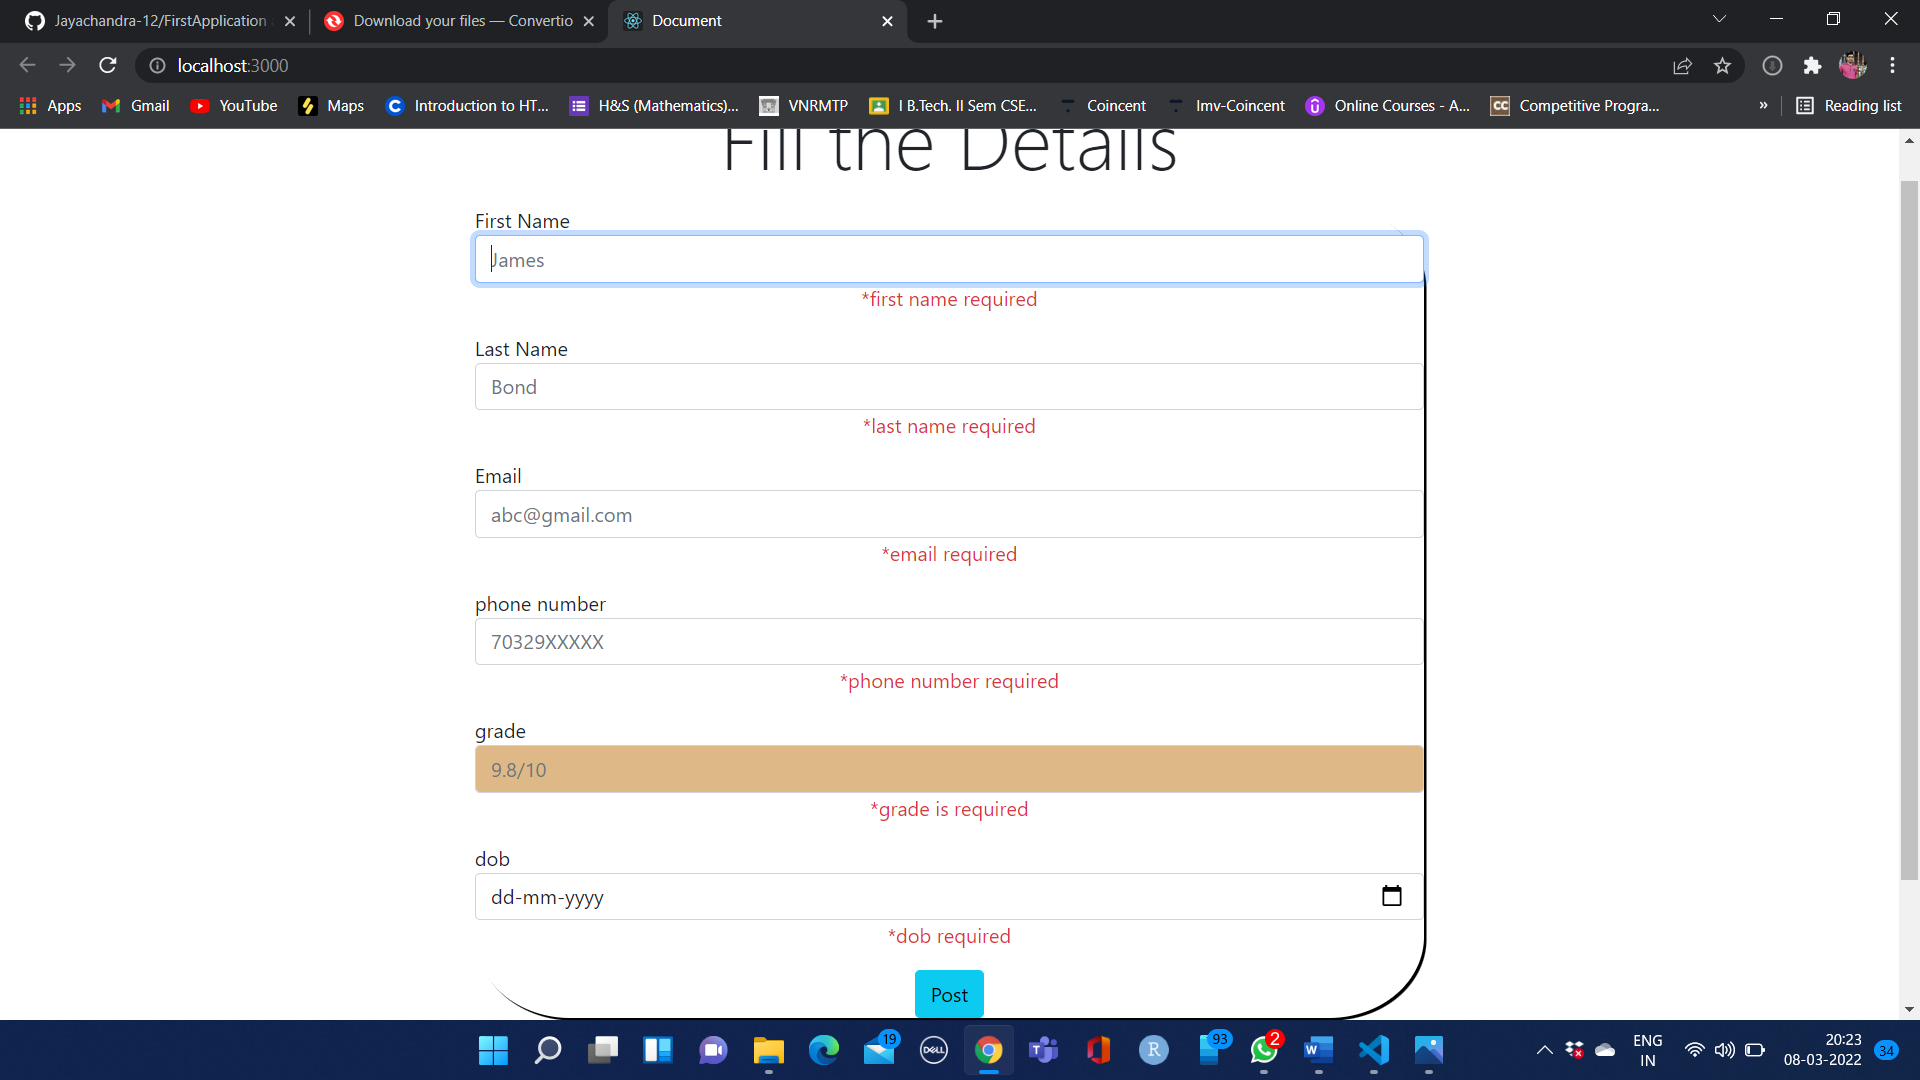 Jayachandra-12/FirstApplication
Download your files — Convertio
Document
localhost:3000
Apps
Gmail
YouTube
Maps
Introduction to HT...
H&S (Mathematics)...
VNRMTP
I B.Tech. II Sem CSE...
Coincent
Imv-Coincent
Online Courses - A...
CC
Competitive Progra...
»
Reading list
Fill the Details
First Name
James
*first name required
Last Name
Bond
*last name required
Email
abc@gmail.com
*email required
phone number
70329XXXXX
*phone number required
grade
9.8/10
*grade is required
dob
dd-mm-yyyy
*dob required
Post
19
DELL
R
93
2
W
ENG
IN
20:23
08-03-2022
34